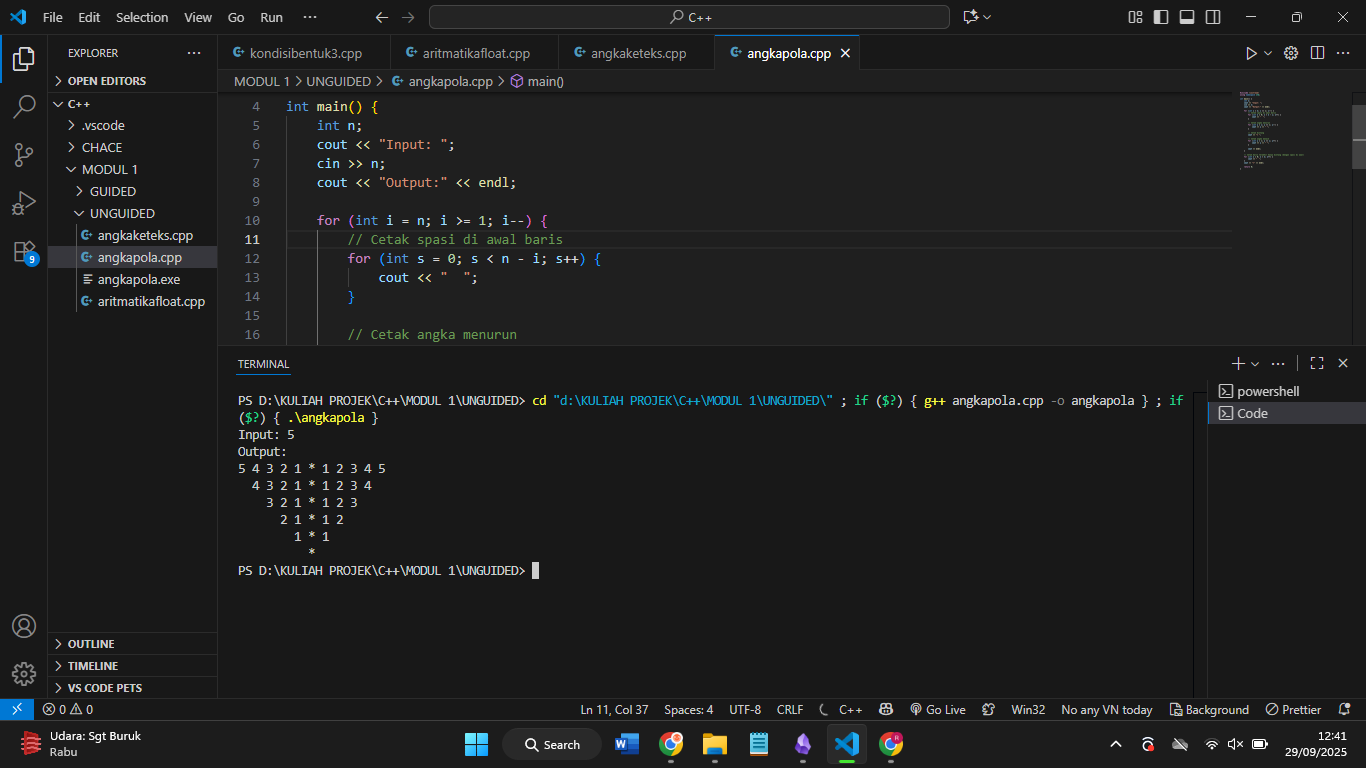 File Edit Selection View Go Run ··· C++
EXPLORER ···
OPEN EDITORS
C++
.vscode
CHACE
MODUL 1
GUIDED
UNGUIDED
angkaketeks.cpp
angkapola.cpp
angkapola.exe
aritmatikafloat.cpp
OUTLINE
TIMELINE
VS CODE PETS
9
kondisibentuk3.cpp aritmatikafloat.cpp angkaketeks.cpp angkapola.cpp
MODUL 1 > UNGUIDED > angkapola.cpp > main()
4 int main() {
5 int n;
6 cout << "Input: ";
7 cin >> n;
8 cout << "Output:" << endl;
9
10 for (int i = n; i >= 1; i--) {
11 // Cetak spasi di awal baris
12 for (int s = 0; s < n - i; s++) {
13 cout << "  ";
14 }
15
16 // Cetak angka menurun
TERMINAL
PS D:\KULIAH PROJEK\C++\MODUL 1\UNGUIDED> cd "d:\KULIAH PROJEK\C++\MODUL 1\UNGUIDED\" ; if ($?) { g++ angkapola.cpp -o angkapola } ; if
($?) { .\angkapola }
Input: 5
Output:
5 4 3 2 1 * 1 2 3 4 5
4 3 2 1 * 1 2 3 4
3 2 1 * 1 2 3
2 1 * 1 2
1 * 1
*
PS D:\KULIAH PROJEK\C++\MODUL 1\UNGUIDED>
powershell
Code
0 0 Ln 11, Col 37 Spaces: 4 UTF-8 CRLF C++ Go Live Win32 No any VN today Background Prettier
Udara: Sgt Buruk
Rabu
Search
12:41
29/09/2025